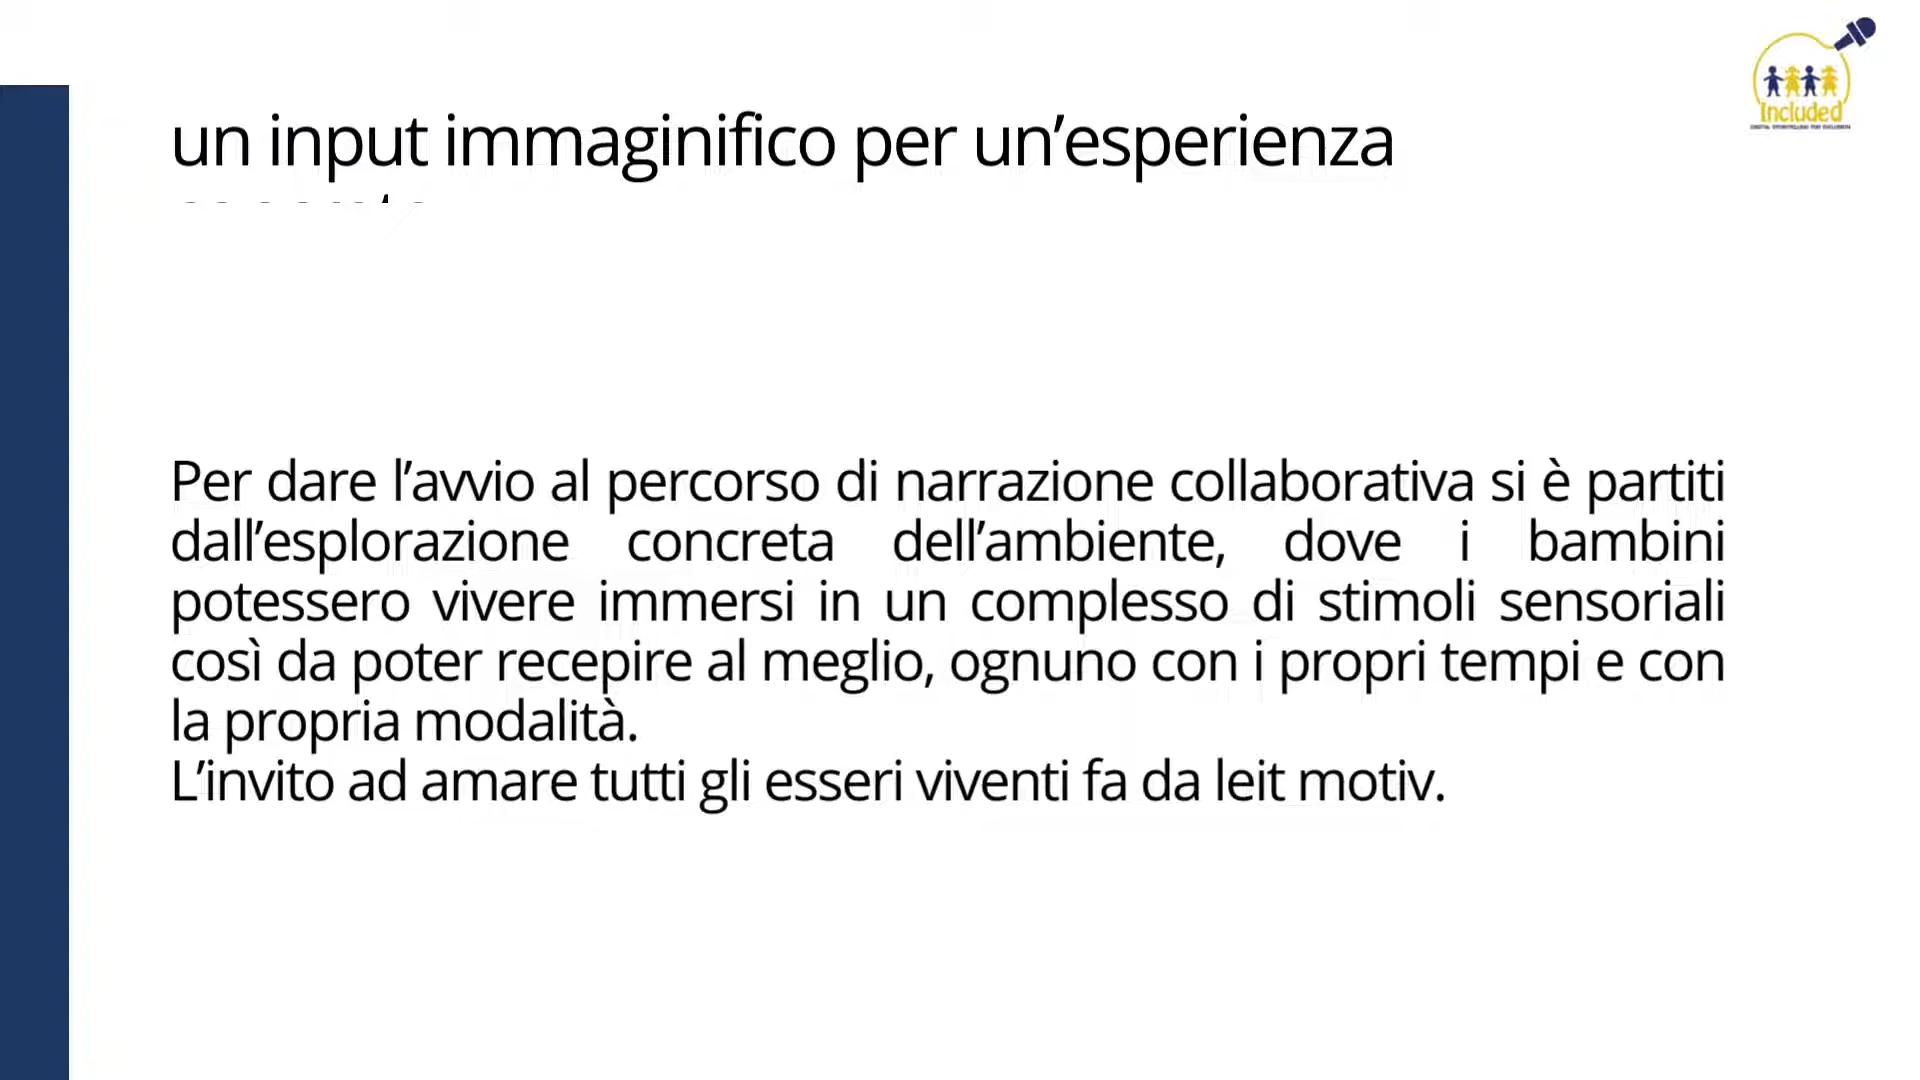 Included
un input immaginifico per un’esperienza
Per dare l’avvio al percorso di narrazione collaborativa si è partiti
dall’esplorazione concreta dell’ambiente, dove i bambini
potessero vivere immersi in un complesso di stimoli sensoriali
così da poter recepire al meglio, ognuno con i propri tempi e con
la propria modalità.
L’invito ad amare tutti gli esseri viventi fa da leit motiv.